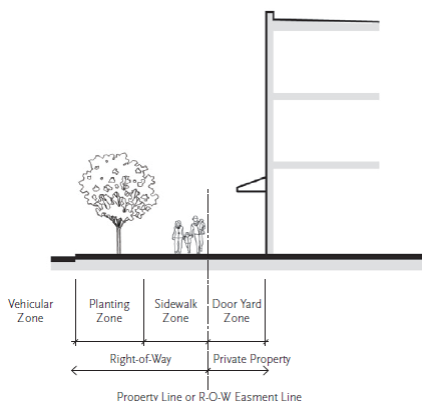 Vehicular
Zone
Planting
Zone
Sidewalk
Zone
Door Yard
Zone
Right-of-Way
Private Property
Property Line or R-O-W Easment Line